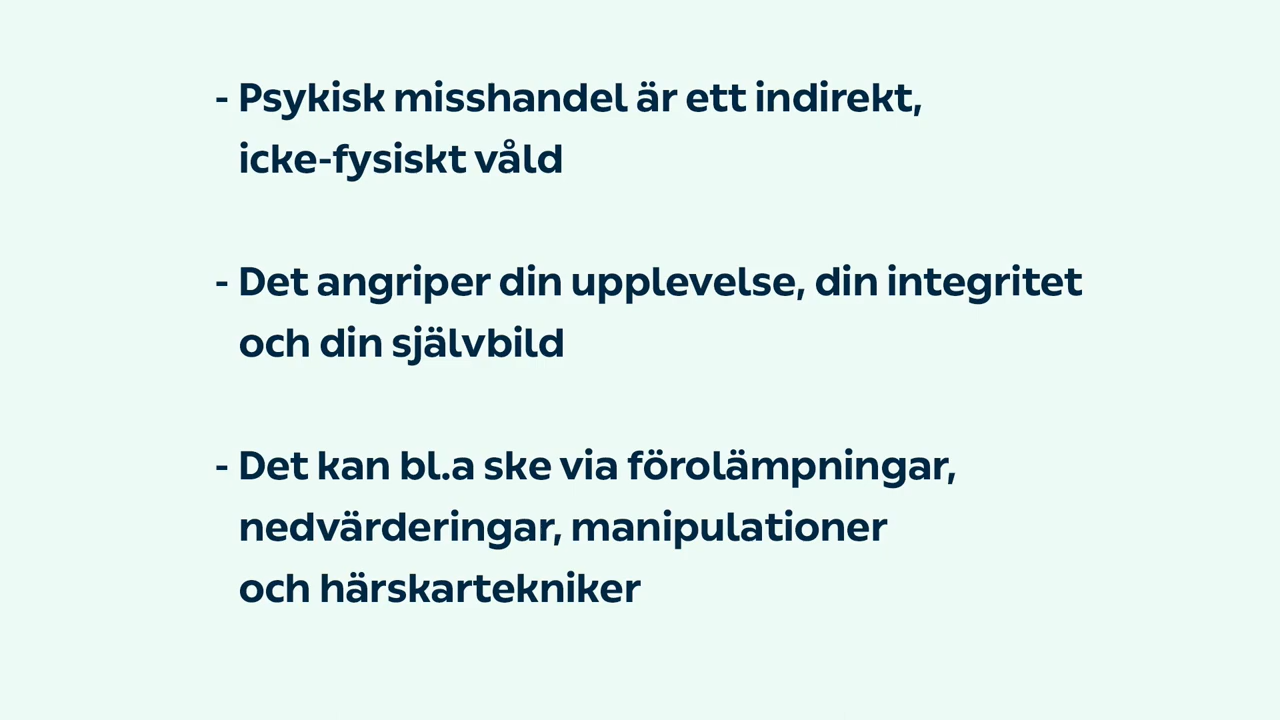 - Psykisk misshandel är ett indirekt,
icke-fysiskt våld
- Det angriper din upplevelse, din integritet
och din självbild
- Det kan bl.a ske via förolämpningar,
nedvärderingar, manipulationer
och härskartekniker